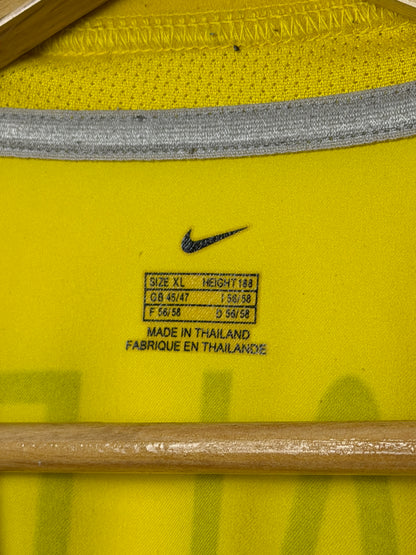 SIZE XL HEIGHT 188
GB 45/47 I 56/58
F 56/58 D 56/58
MADE IN THAILAND
FABRIQUE EN THAILANDE